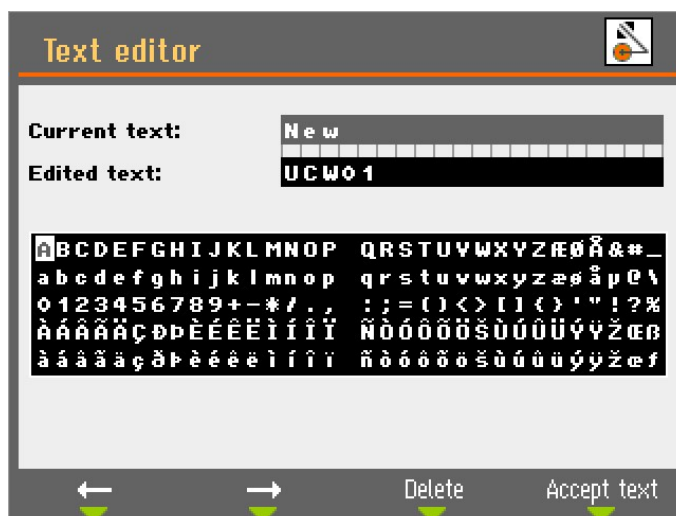 Text editor
Current text: New
Edited text: UCW01
ABCDEFGHIJKLMNOP QRSTUVWXYZÆØÅ&#_
abcdefghijklmnop qrstuvwxyzæøåµ@\
0123456789+-*/., :;=()<>[]{}'"!?%
ÀÁÂÃÄÇÐÞÈÉÊËÌÍÎÏ ÑÒÓÔÕÖŠÙÚÛÜÝŸŽŒß
àáâãäçðÞèéêëìíîï ñòóôõöšùúûüýÿžœƒ
← → Delete Accept text